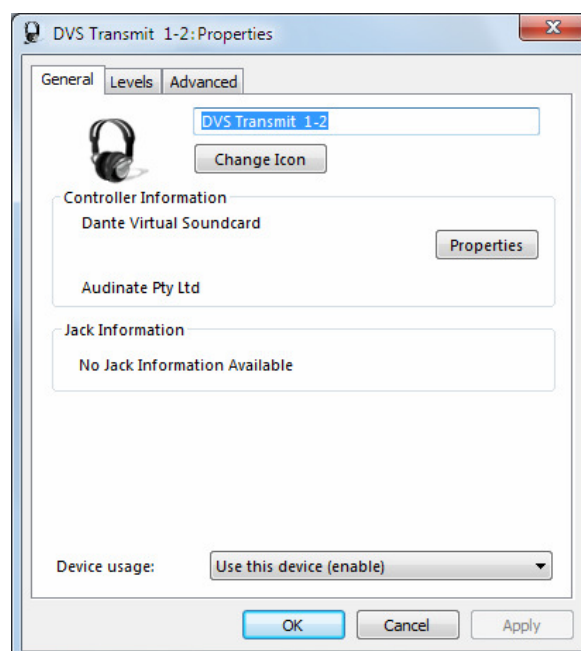 DVS Transmit 1-2: Properties
General Levels Advanced
DVS Transmit 1-2
Change Icon
Controller Information
Dante Virtual Soundcard
Properties
Audinate Pty Ltd
Jack Information
No Jack Information Available
Device usage: Use this device (enable)
OK Cancel Apply